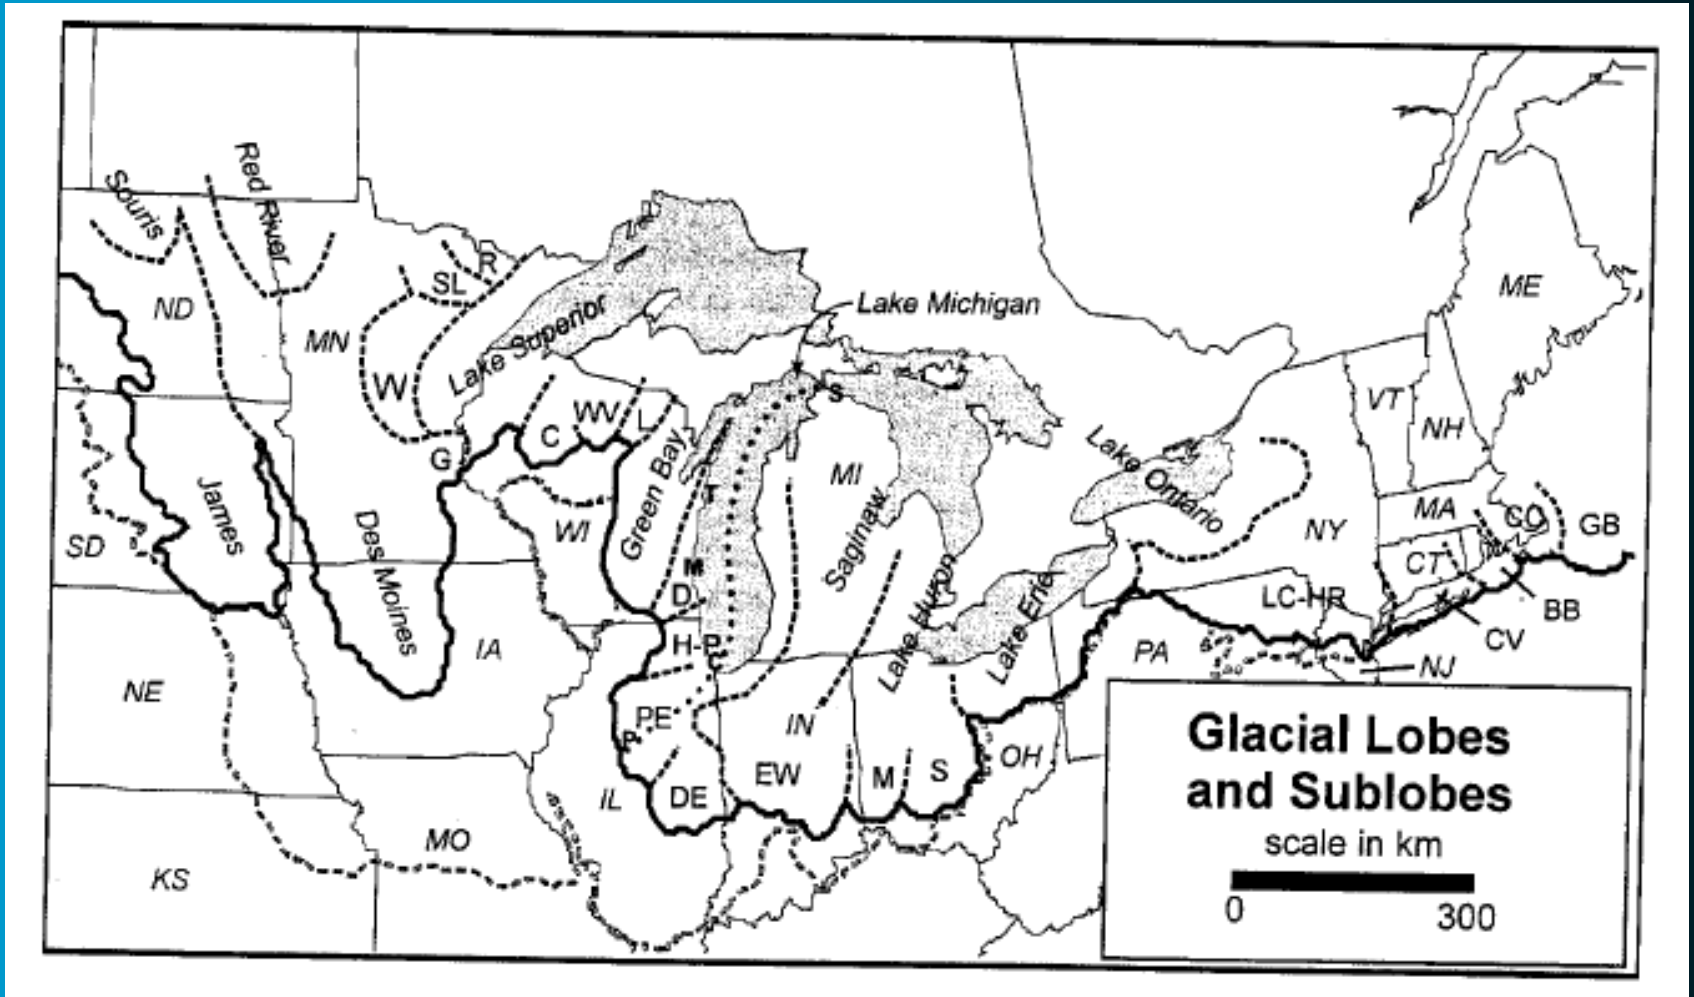 Souris
Red River
R
SL
ND
MN
Lake Superior
Lake Michigan
ME
W
S
C
WV
L
VT
NH
G
Green Bay
MI
Lake Ontario
James
T
MA
CO
GB
Des Moines
WI
Saginaw
NY
SD
M
CT
D
Lake Huron
Lake Erie
LC-HR
BB
H-P
CV
IA
PA
NJ
NE
PE
P
IN
OH
EW
M
S
IL
DE
MO
KS
Glacial Lobes
and Sublobes
scale in km
0 300